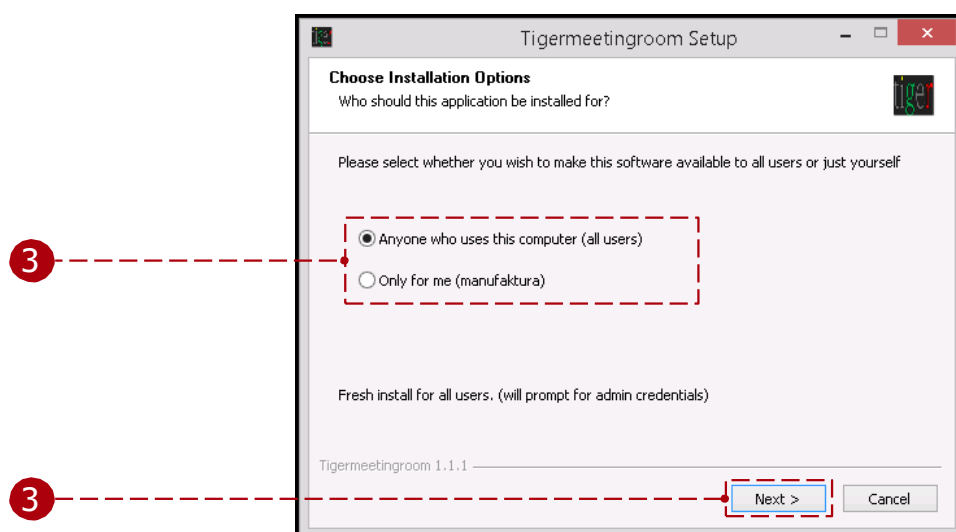 Tigermeetingroom Setup
Choose Installation Options
Who should this application be installed for?
tiger
Please select whether you wish to make this software available to all users or just yourself
Anyone who uses this computer (all users)
3
Only for me (manufaktura)
Fresh install for all users. (will prompt for admin credentials)
Tigermeetingroom 1.1.1
3
Next >
Cancel